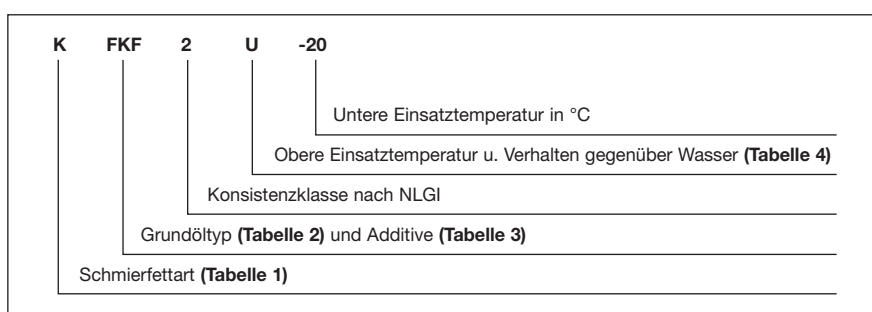 K FKF 2 U -20
Untere Einsatztemperatur in °C
Obere Einsatztemperatur u. Verhalten gegenüber Wasser (Tabelle 4)
Konsistenzklasse nach NLGI
Grundöltyp (Tabelle 2) und Additive (Tabelle 3)
Schmierfettart (Tabelle 1)